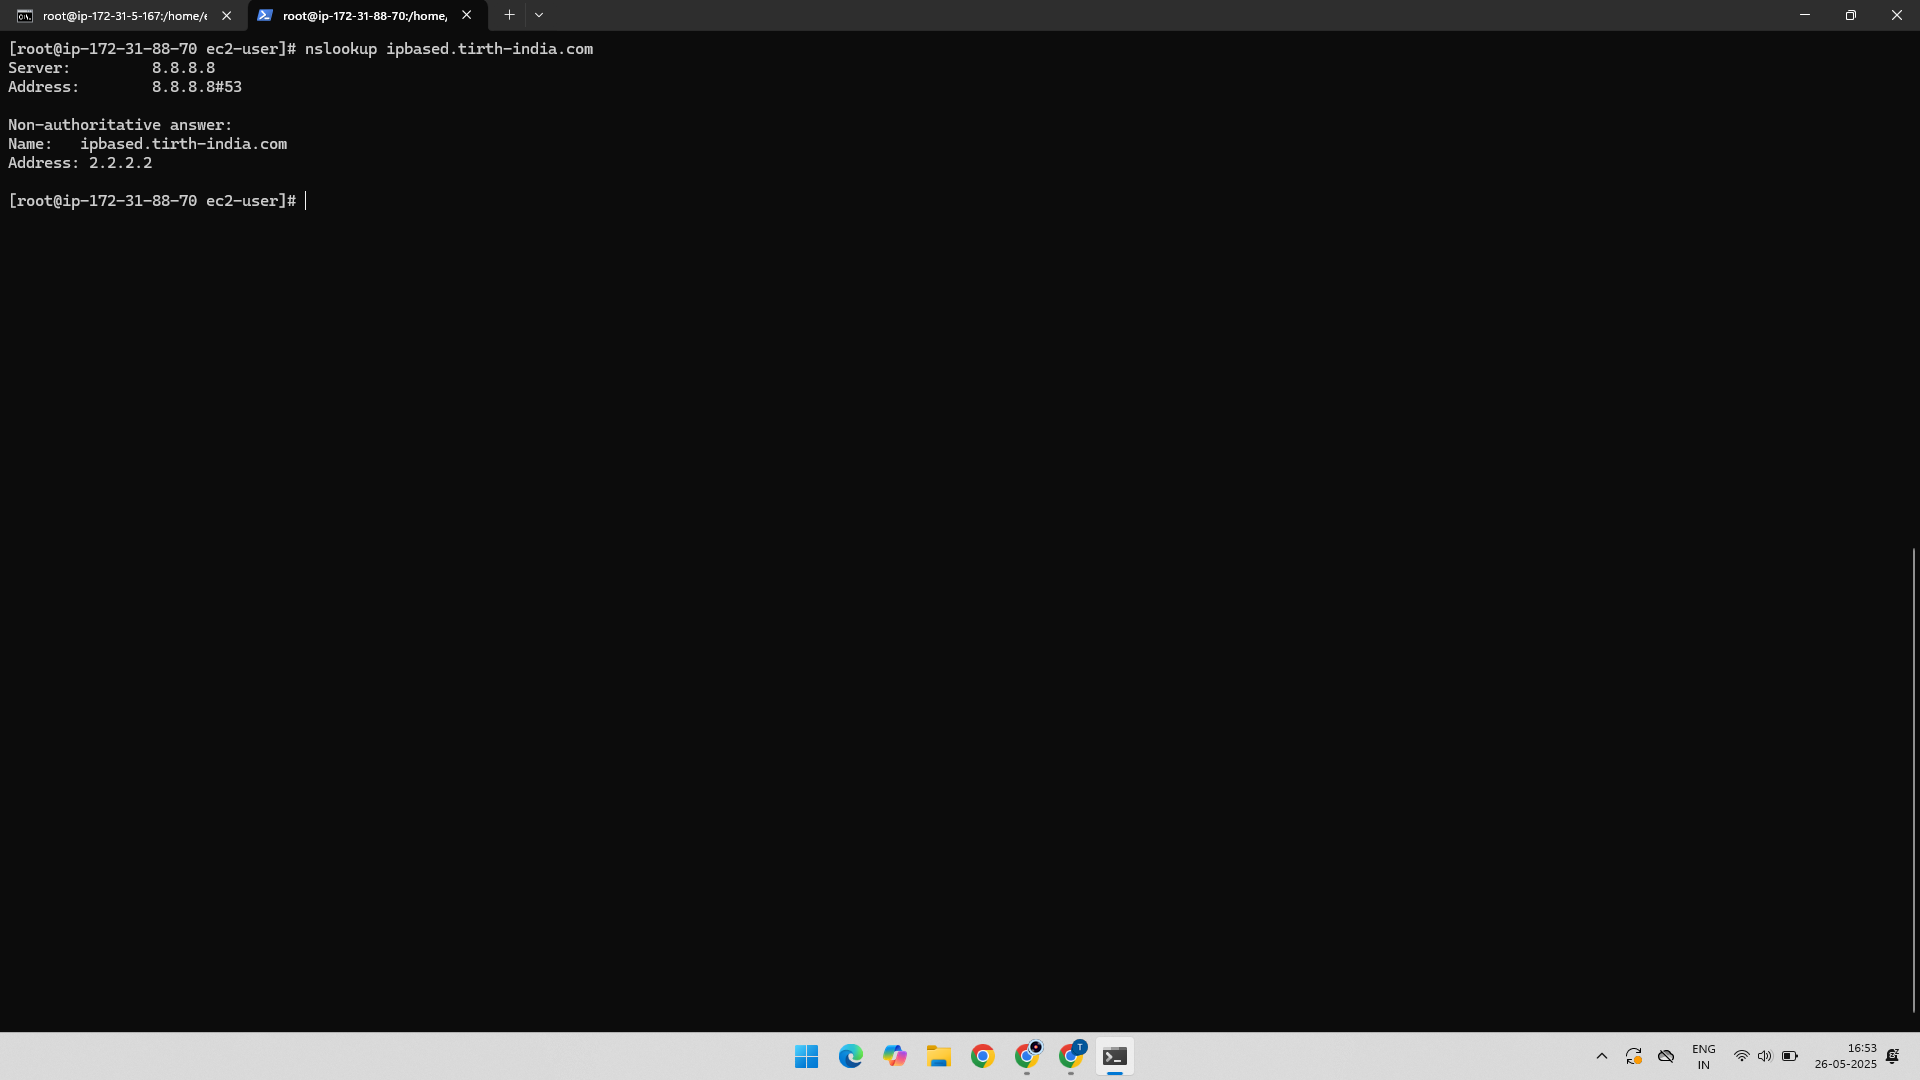 root@ip-172-31-5-167:/home/e
root@ip-172-31-88-70:/home,
[root@ip-172-31-88-70 ec2-user]# nslookup ipbased.tirth-india.com
Server:         8.8.8.8
Address:        8.8.8.8#53
Non-authoritative answer:
Name:   ipbased.tirth-india.com
Address: 2.2.2.2
[root@ip-172-31-88-70 ec2-user]#
T
ENG
IN
16:53
26-05-2025